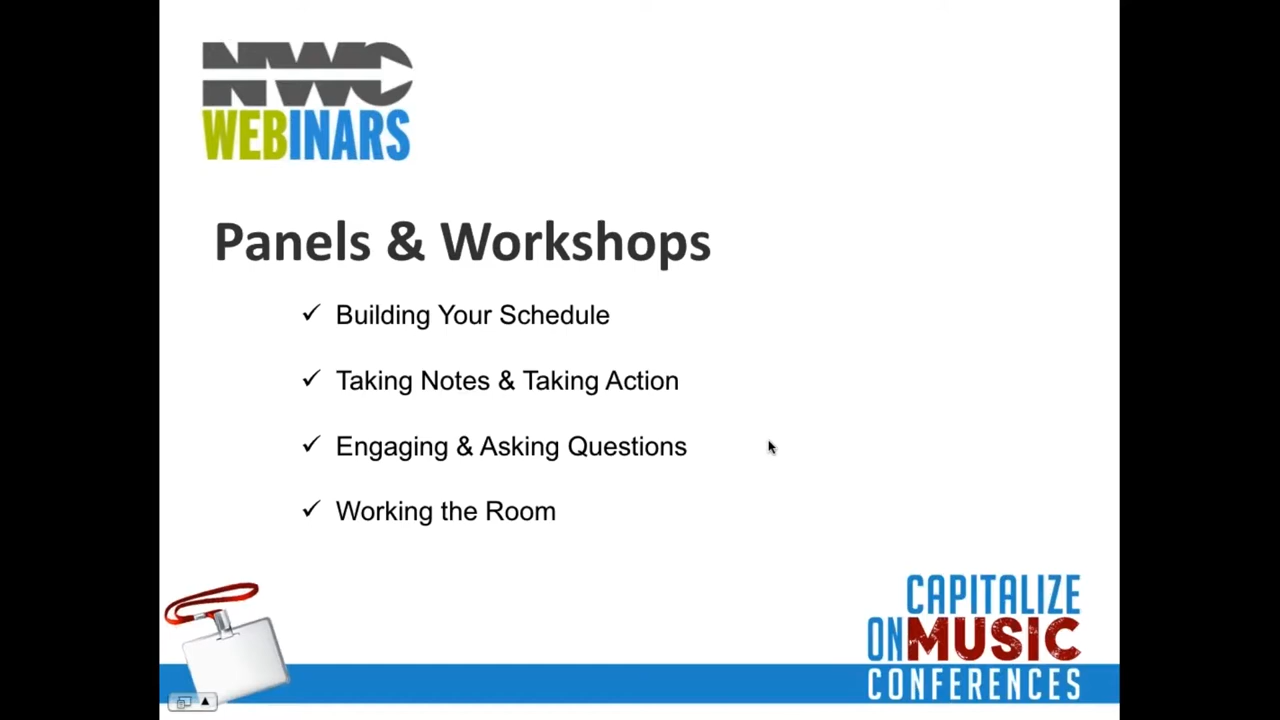 NWC
WEBINARS
Panels & Workshops
✓ Building Your Schedule
✓ Taking Notes & Taking Action
✓ Engaging & Asking Questions
✓ Working the Room
CAPITALIZE
ON MUSIC
CONFERENCES